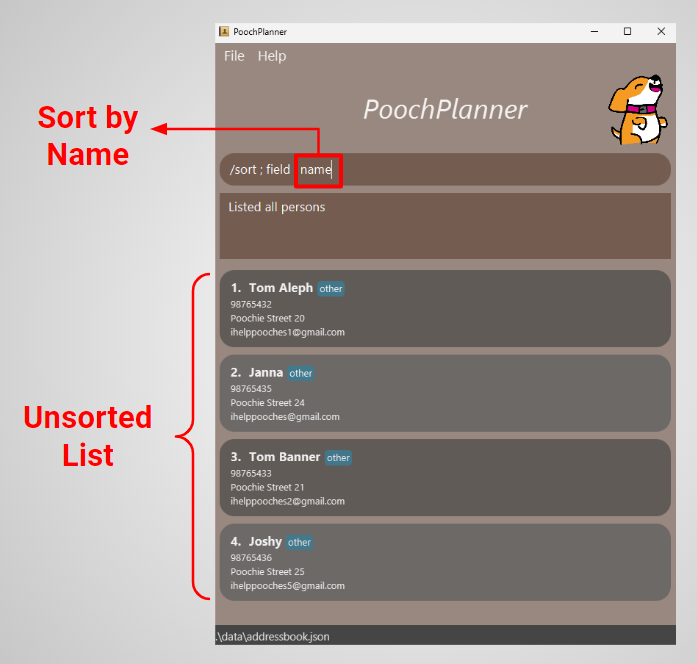 PoochPlanner
File Help
PoochPlanner
Sort by
Name
/sort ; field name
Listed all persons
1. Tom Aleph other
98765432
Poochie Street 20
ihelppooches1@gmail.com
2. Janna other
98765435
Poochie Street 24
ihelppooches@gmail.com
Unsorted
List
3. Tom Banner other
98765433
Poochie Street 21
ihelppooches2@gmail.com
4. Joshy other
98765436
Poochie Street 25
ihelppooches5@gmail.com
.\data\addressbook.json